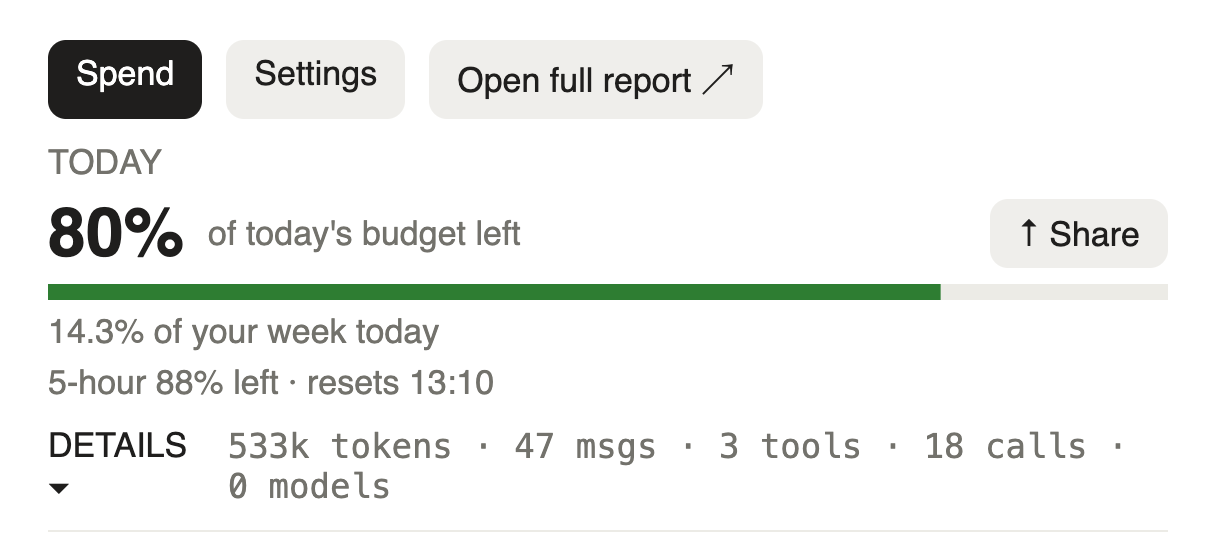 Spend Settings Open full report ↗
TODAY
80% of today's budget left ↑ Share
14.3% of your week today
5-hour 88% left · resets 13:10
DETAILS 533k tokens · 47 msgs · 3 tools · 18 calls ·
0 models